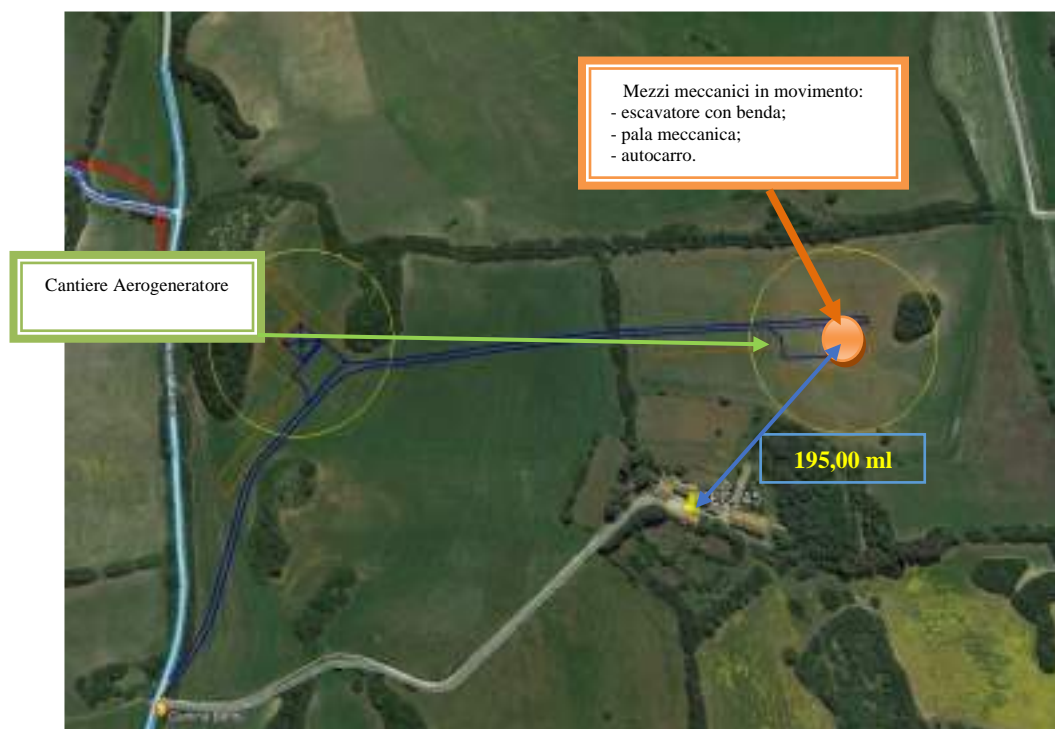 Mezzi meccanici in movimento:
- escavatore con benda;
- pala meccanica;
- autocarro.
Cantiere Aerogeneratore
195,00 ml